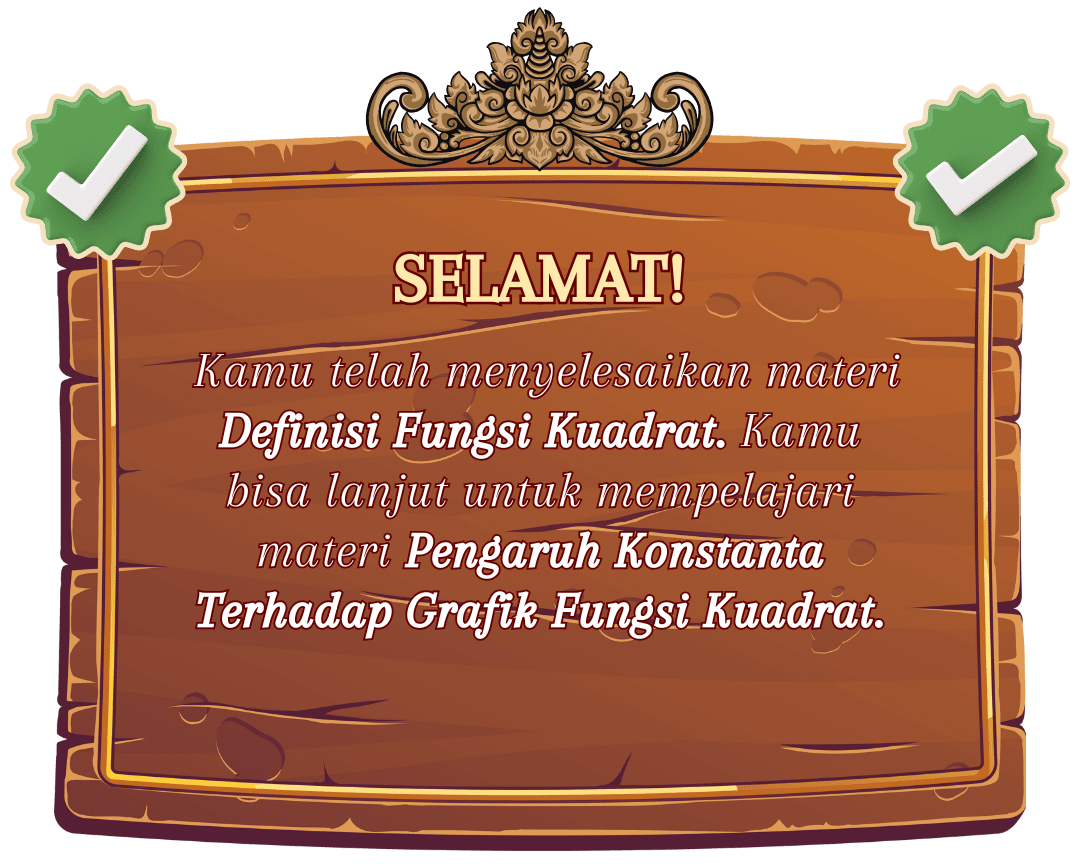 SELAMAT!
Kamu telah menyelesaikan materi
Definisi Fungsi Kuadrat. Kamu
bisa lanjut untuk mempelajari
materi Pengaruh Konstanta
Terhadap Grafik Fungsi Kuadrat.